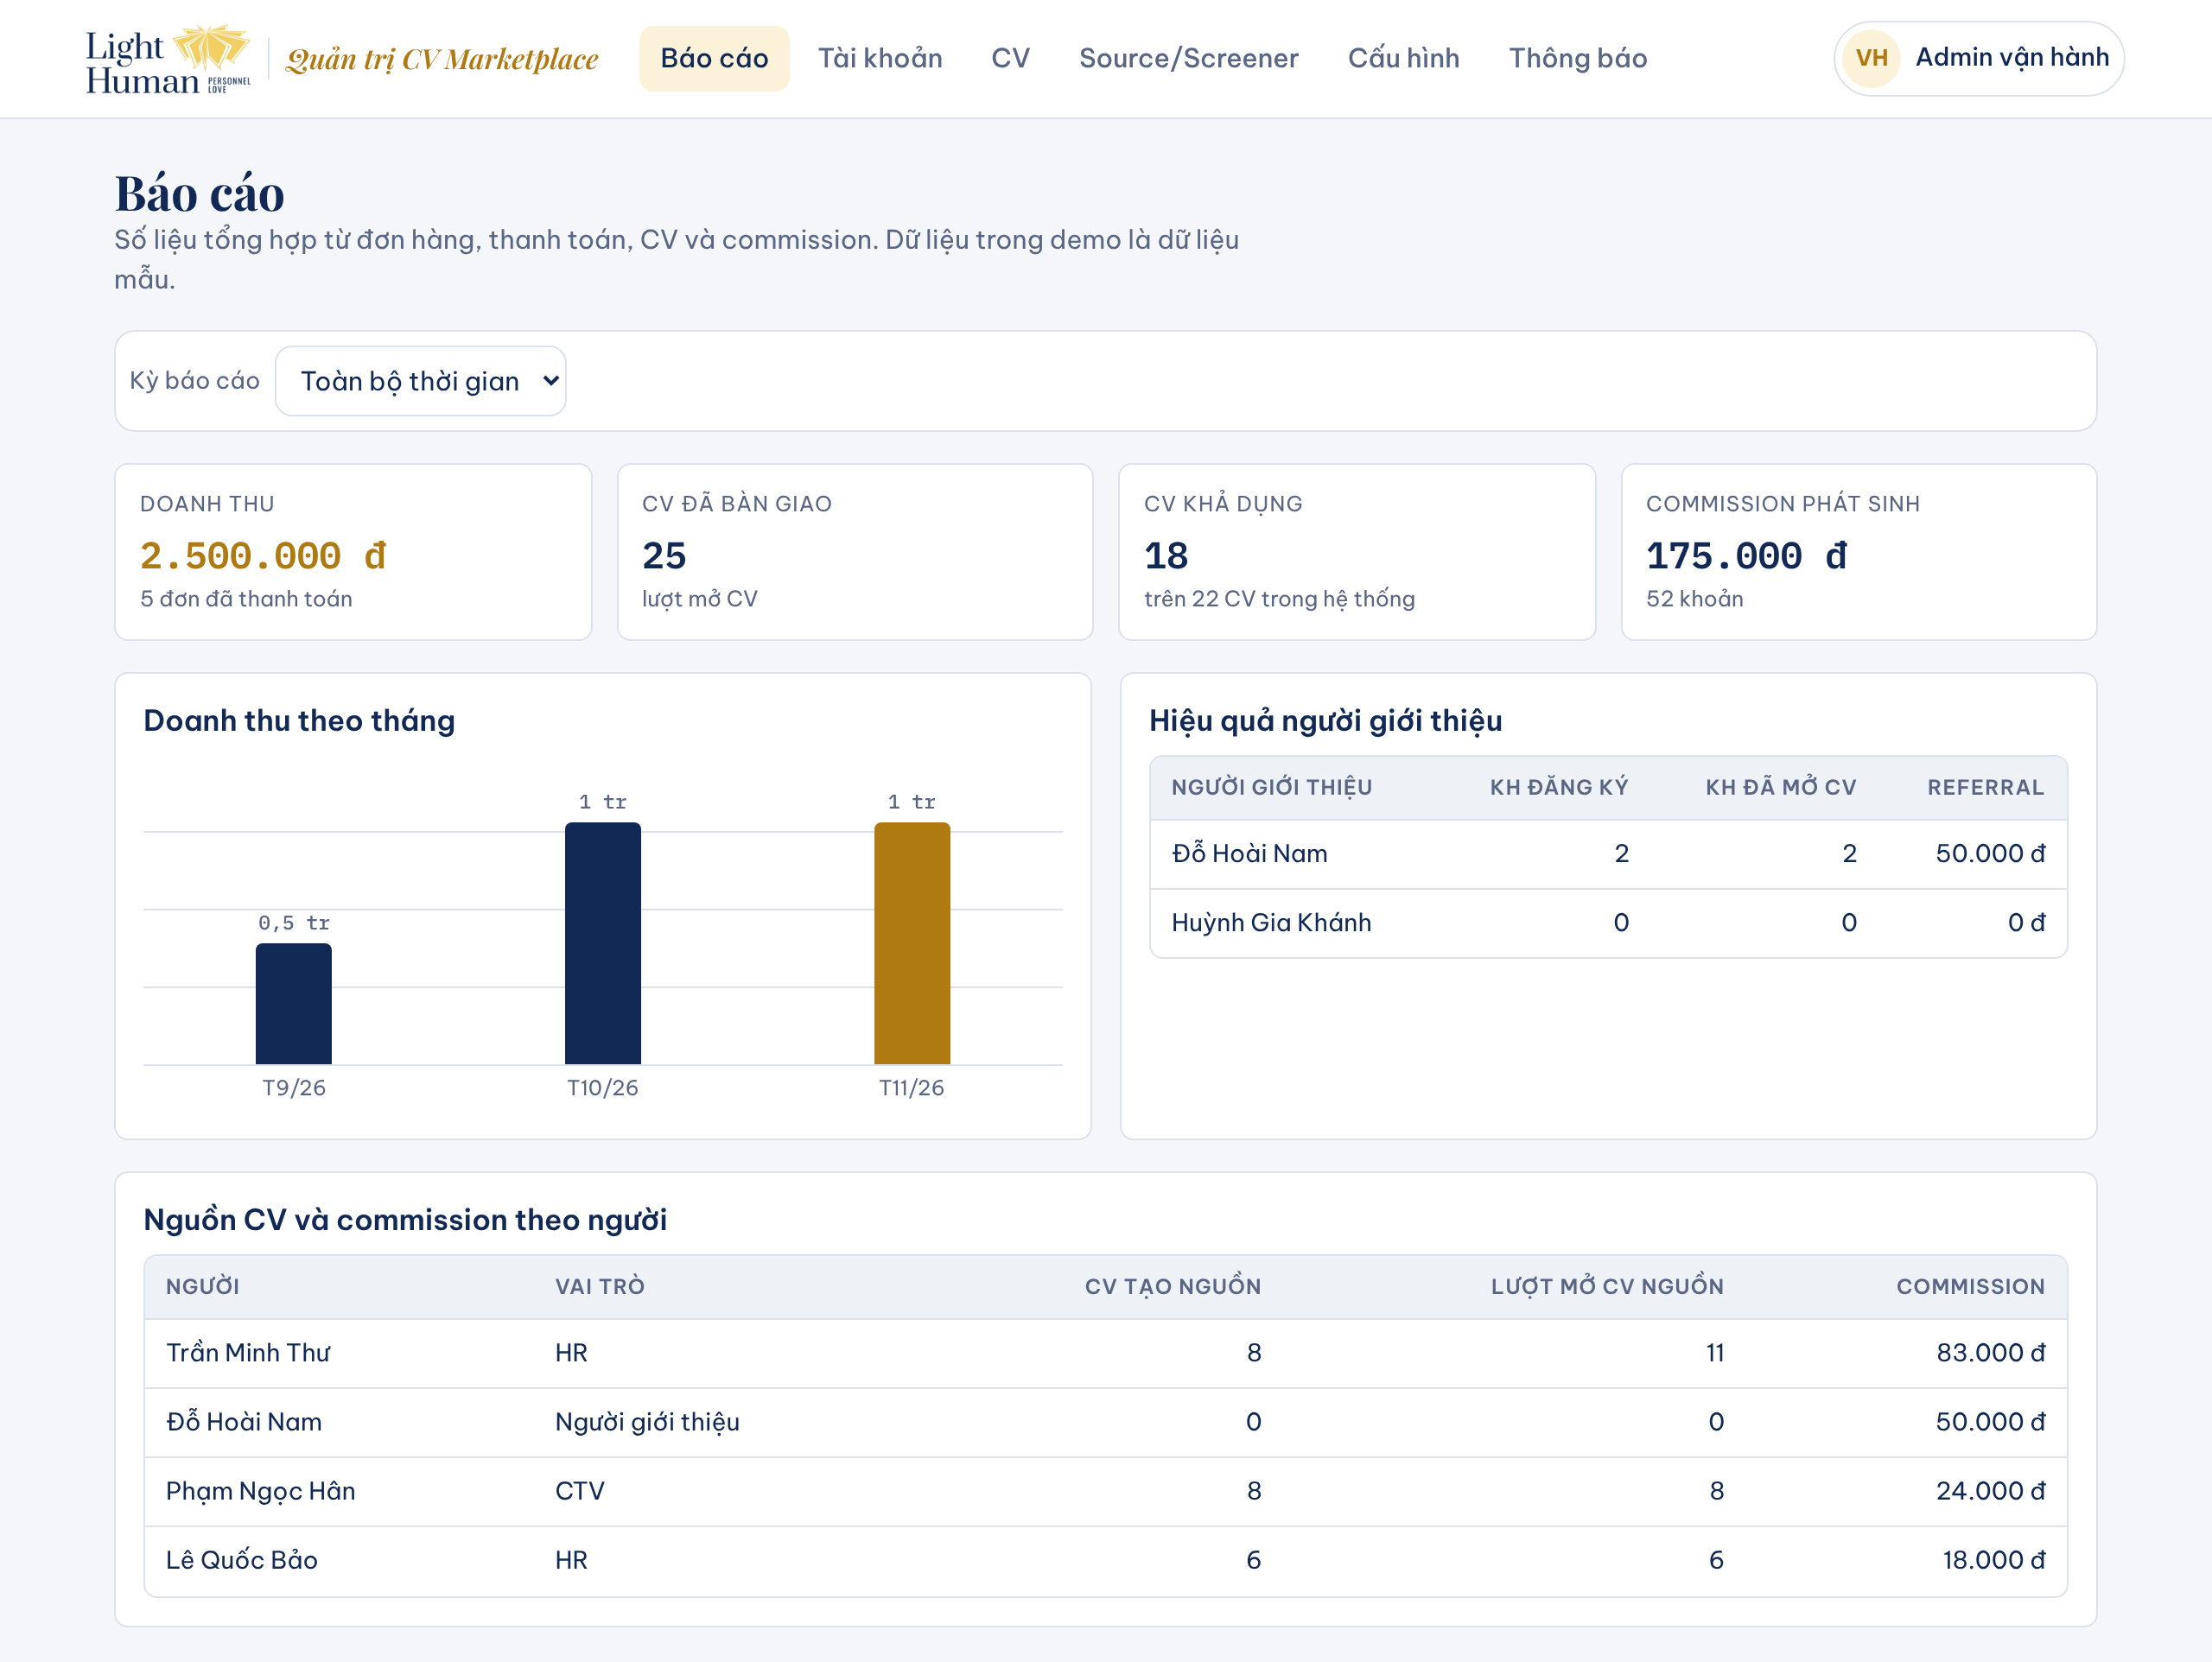 Light
Human
PERSONNEL
LOVE
Quản trị CV Marketplace
Báo cáo
Tài khoản
CV
Source/Screener
Cấu hình
Thông báo
VH
Admin vận hành
Báo cáo
Số liệu tổng hợp từ đơn hàng, thanh toán, CV và commission. Dữ liệu trong demo là dữ liệu
mẫu.
Kỳ báo cáo
Toàn bộ thời gian
DOANH THU
2.500.000 đ
5 đơn đã thanh toán
CV ĐÃ BÀN GIAO
25
lượt mở CV
CV KHẢ DỤNG
18
trên 22 CV trong hệ thống
COMMISSION PHÁT SINH
175.000 đ
52 khoản
Doanh thu theo tháng
0,5 tr
1 tr
1 tr
T9/26
T10/26
T11/26
Hiệu quả người giới thiệu
NGƯỜI GIỚI THIỆU KH ĐĂNG KÝ KH ĐÃ MỞ CV REFERRAL
Đỗ Hoài Nam 2 2 50.000 đ
Huỳnh Gia Khánh 0 0 0 đ
Nguồn CV và commission theo người
NGƯỜI VAI TRÒ CV TẠO NGUỒN LƯỢT MỞ CV NGUỒN COMMISSION
Trần Minh Thư HR 8 11 83.000 đ
Đỗ Hoài Nam Người giới thiệu 0 0 50.000 đ
Phạm Ngọc Hân CTV 8 8 24.000 đ
Lê Quốc Bảo HR 6 6 18.000 đ